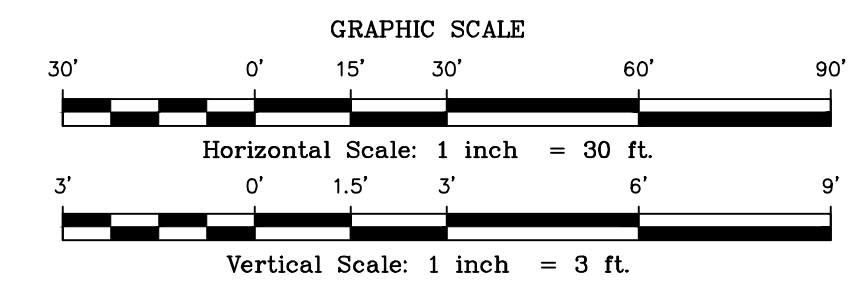 GRAPHIC SCALE
30' 0' 15' 30' 60' 90'
Horizontal Scale: 1 inch = 30 ft.
3' 0' 1.5' 3' 6' 9'
Vertical Scale: 1 inch = 3 ft.